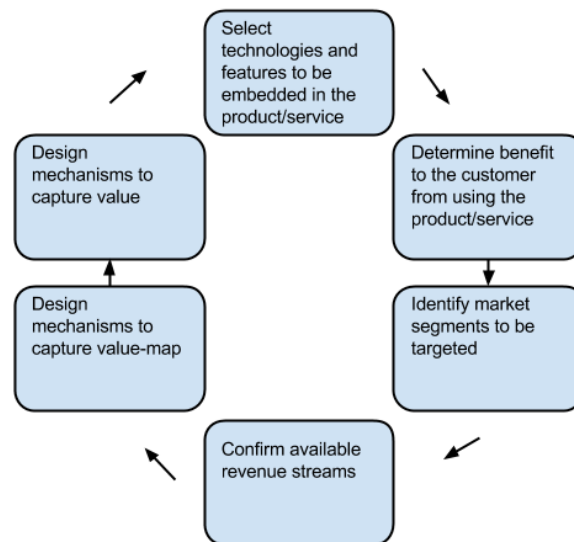 Select
technologies and
features to be
embedded in the
product/service
Determine benefit
to the customer
from using the
product/service
Identify market
segments to be
targeted
Confirm available
revenue streams
Design
mechanisms to
capture value-map
Design
mechanisms to
capture value